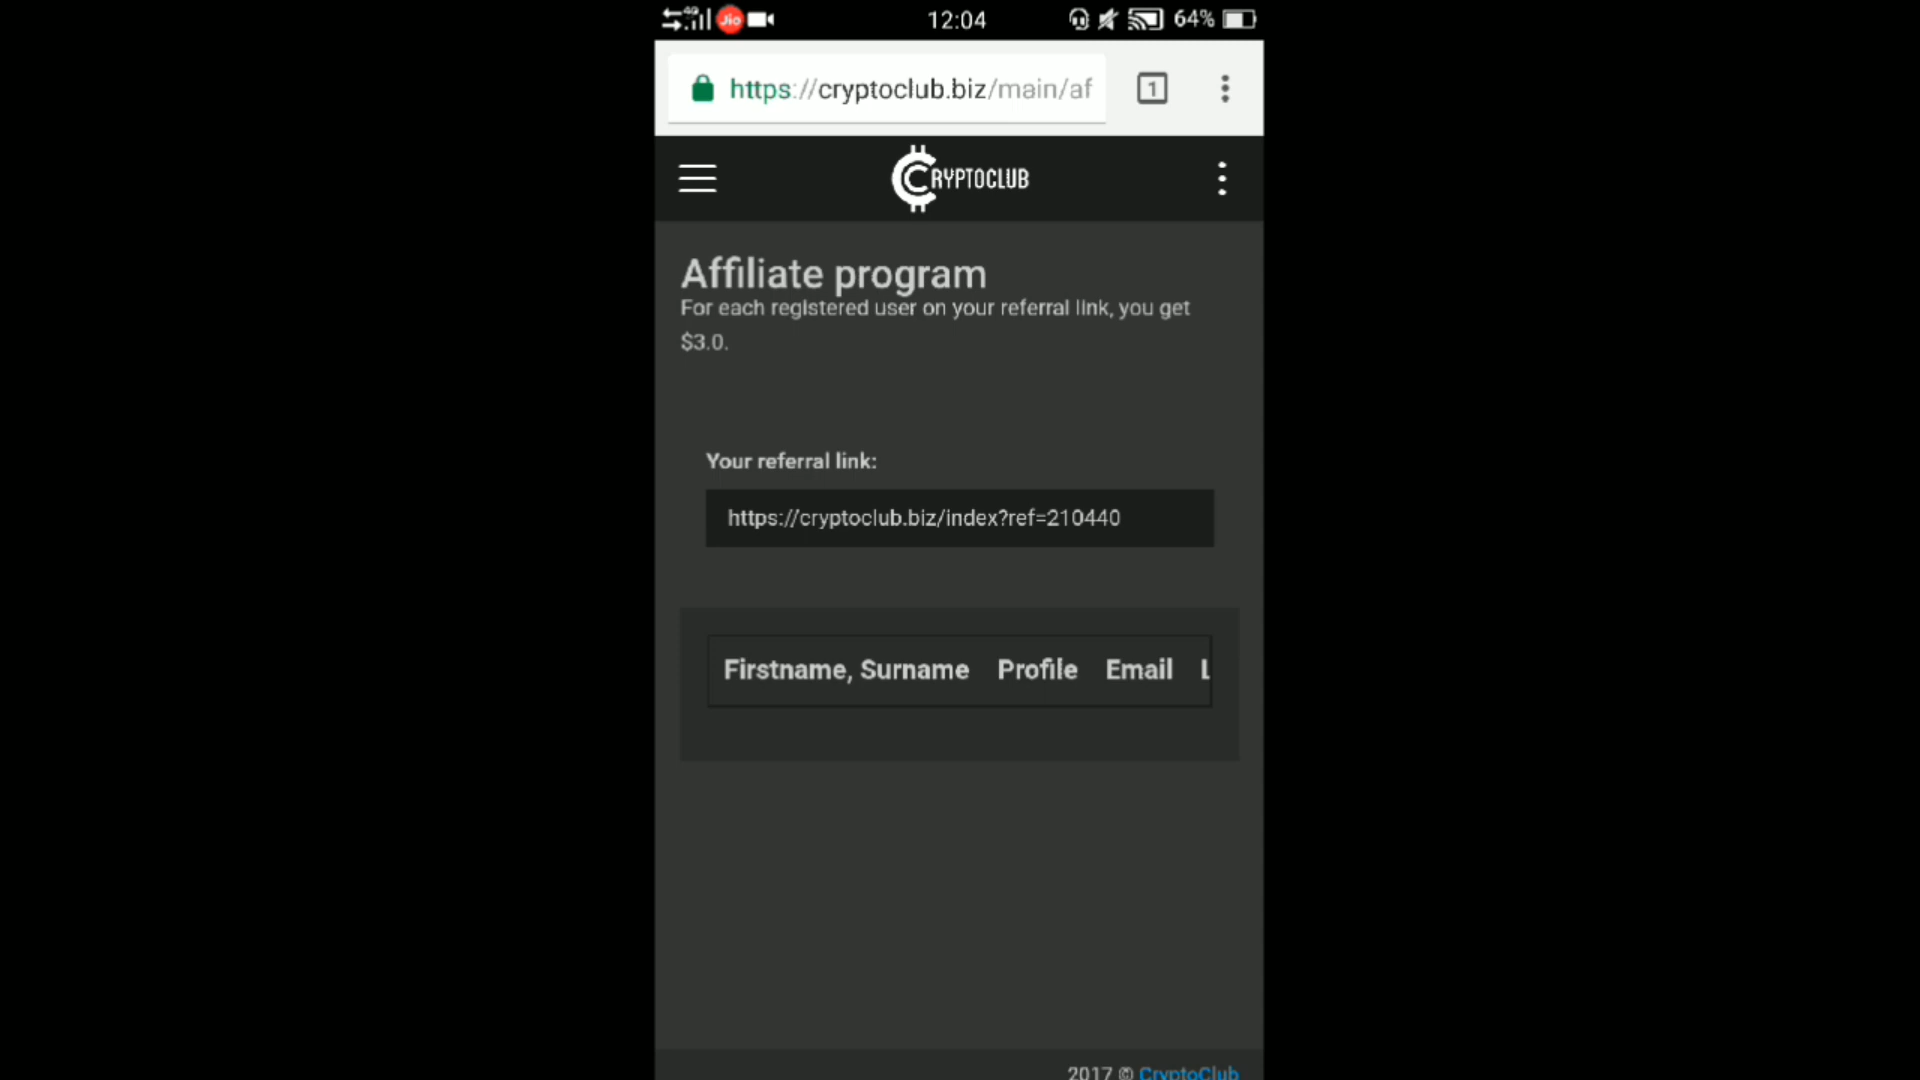 4G Jio 12:04 64%
https://cryptoclub.biz/main/af 1
CRYPTOCLUB
Affiliate program
For each registered user on your referral link, you get
$3.0.
Your referral link:
https://cryptoclub.biz/index?ref=210440
Firstname, Surname Profile Email L
2017 © CryptoClub